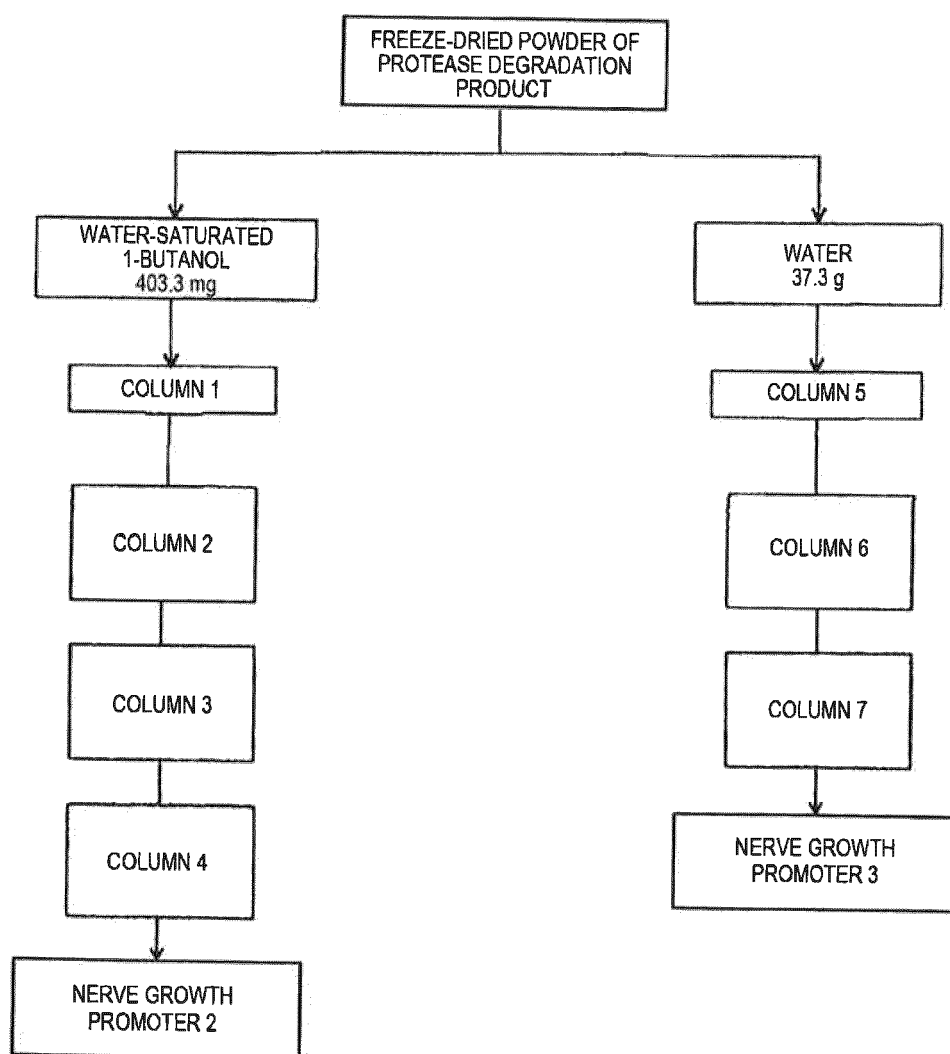 FREEZE-DRIED POWDER OF
PROTEASE DEGRADATION
PRODUCT
WATER-SATURATED
1-BUTANOL
403.3 mg
WATER
37.3 g
COLUMN 1
COLUMN 5
COLUMN 2
COLUMN 6
COLUMN 3
COLUMN 7
COLUMN 4
NERVE GROWTH
PROMOTER 3
NERVE GROWTH
PROMOTER 2